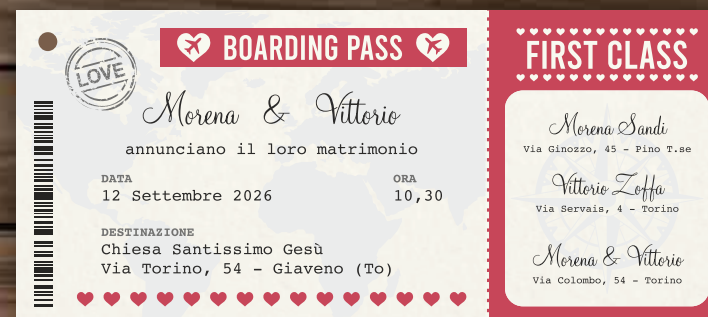 LOVE
BOARDING PASS
Morena & Vittorio
annunciano il loro matrimonio
DATA
12 Settembre 2026
ORA
10,30
DESTINAZIONE
Chiesa Santissimo Gesù
Via Torino, 54 - Giaveno (To)
FIRST CLASS
Morena Sandi
Via Ginozzo, 45 - Pino T.se
Vittorio Zoffa
Via Servais, 4 - Torino
Morena & Vittorio
Via Colombo, 54 - Torino